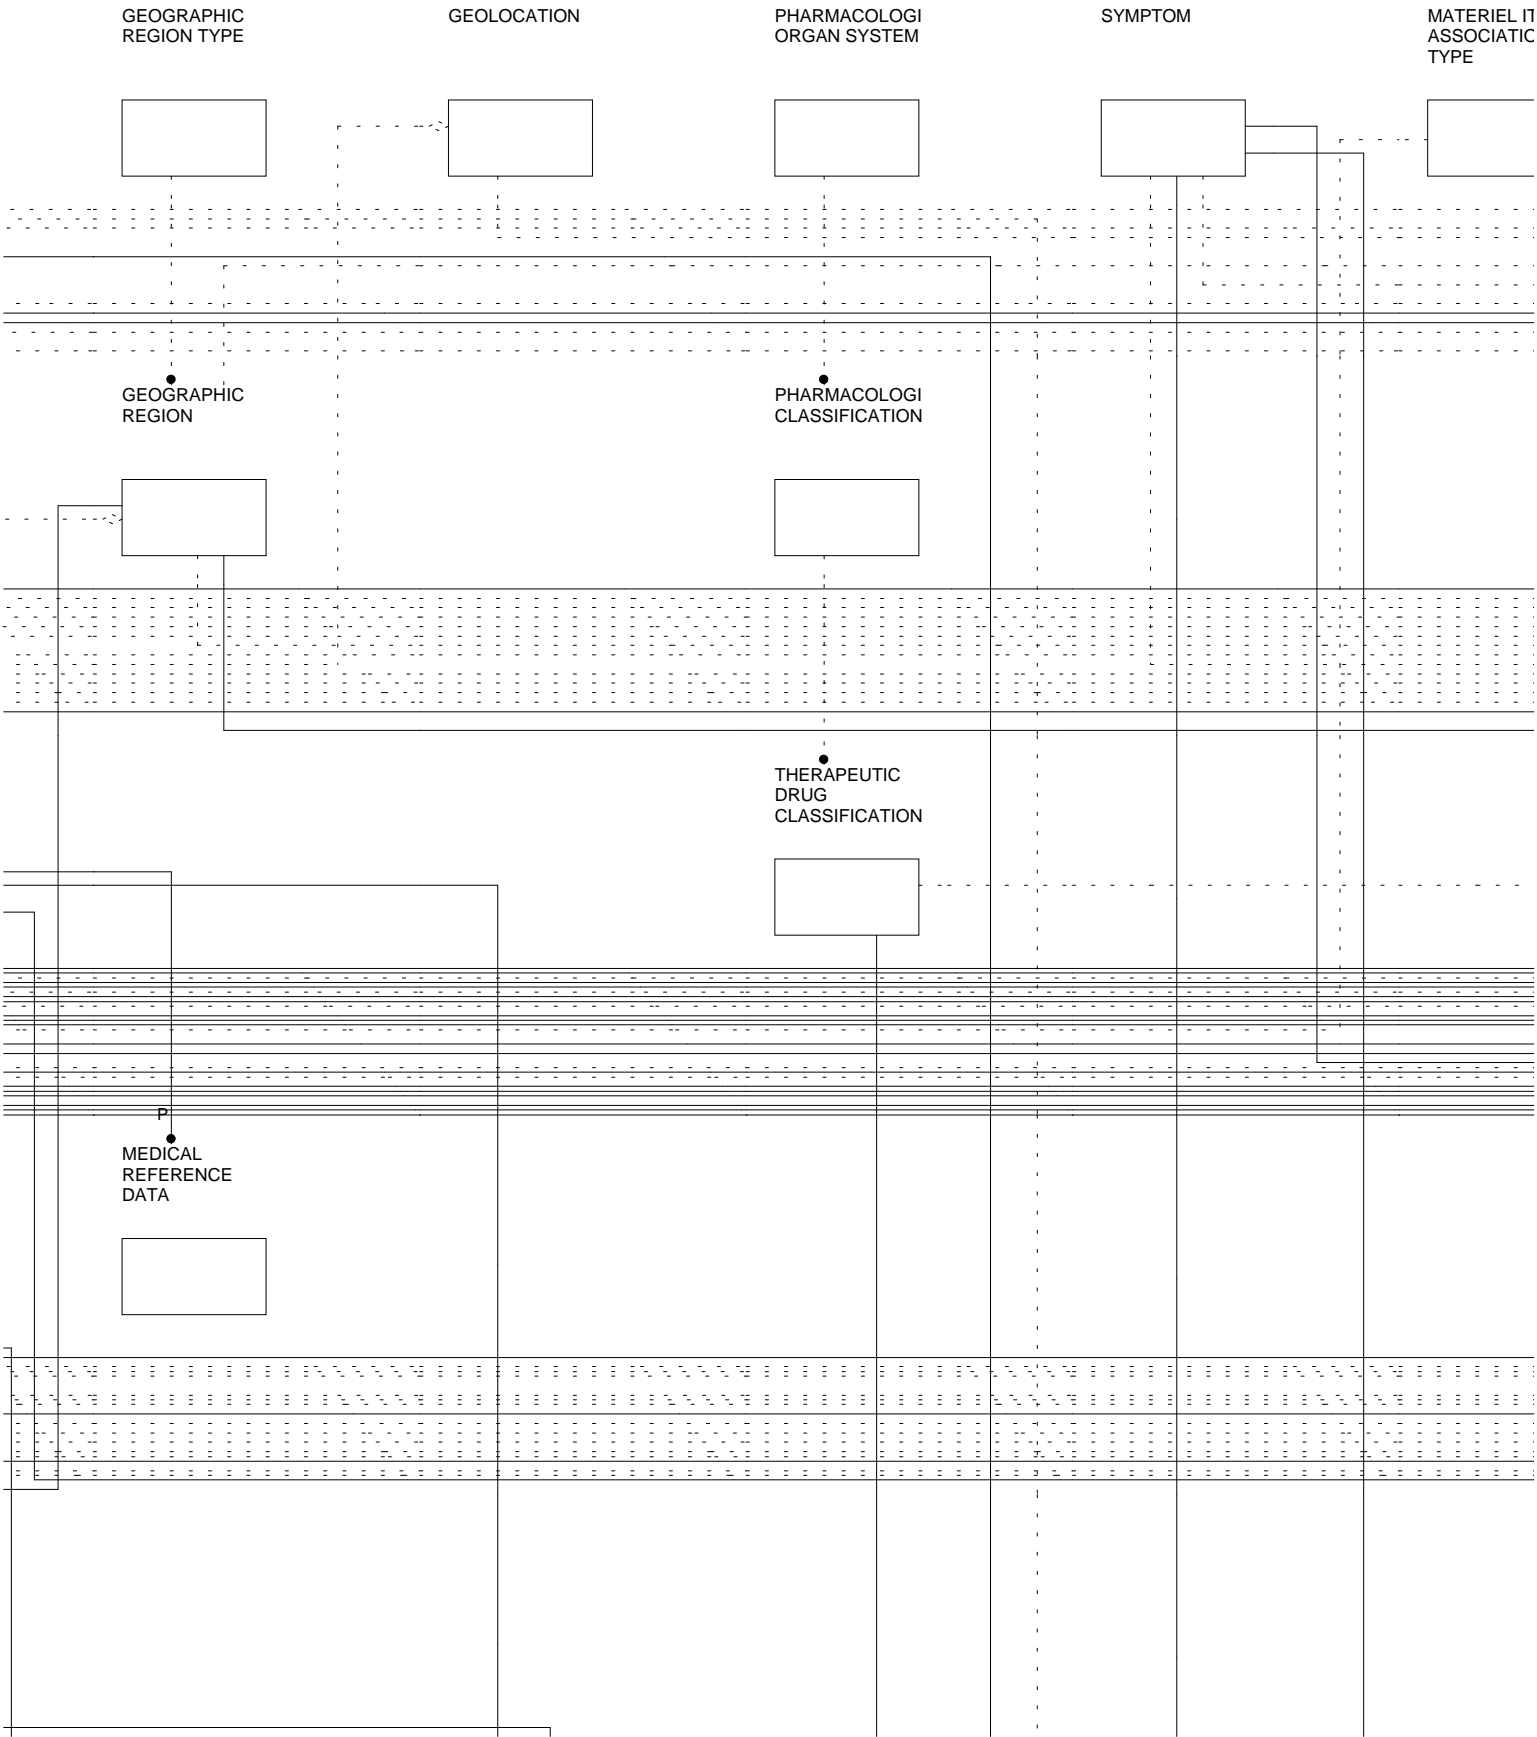 GEOGRAPHIC
REGION TYPE
GEOLOCATION
PHARMACOLOGI
ORGAN SYSTEM
SYMPTOM
MATERIEL IT
ASSOCIATIO
TYPE
GEOGRAPHIC
REGION
PHARMACOLOGI
CLASSIFICATION
THERAPEUTIC
DRUG
CLASSIFICATION
P
MEDICAL
REFERENCE
DATA